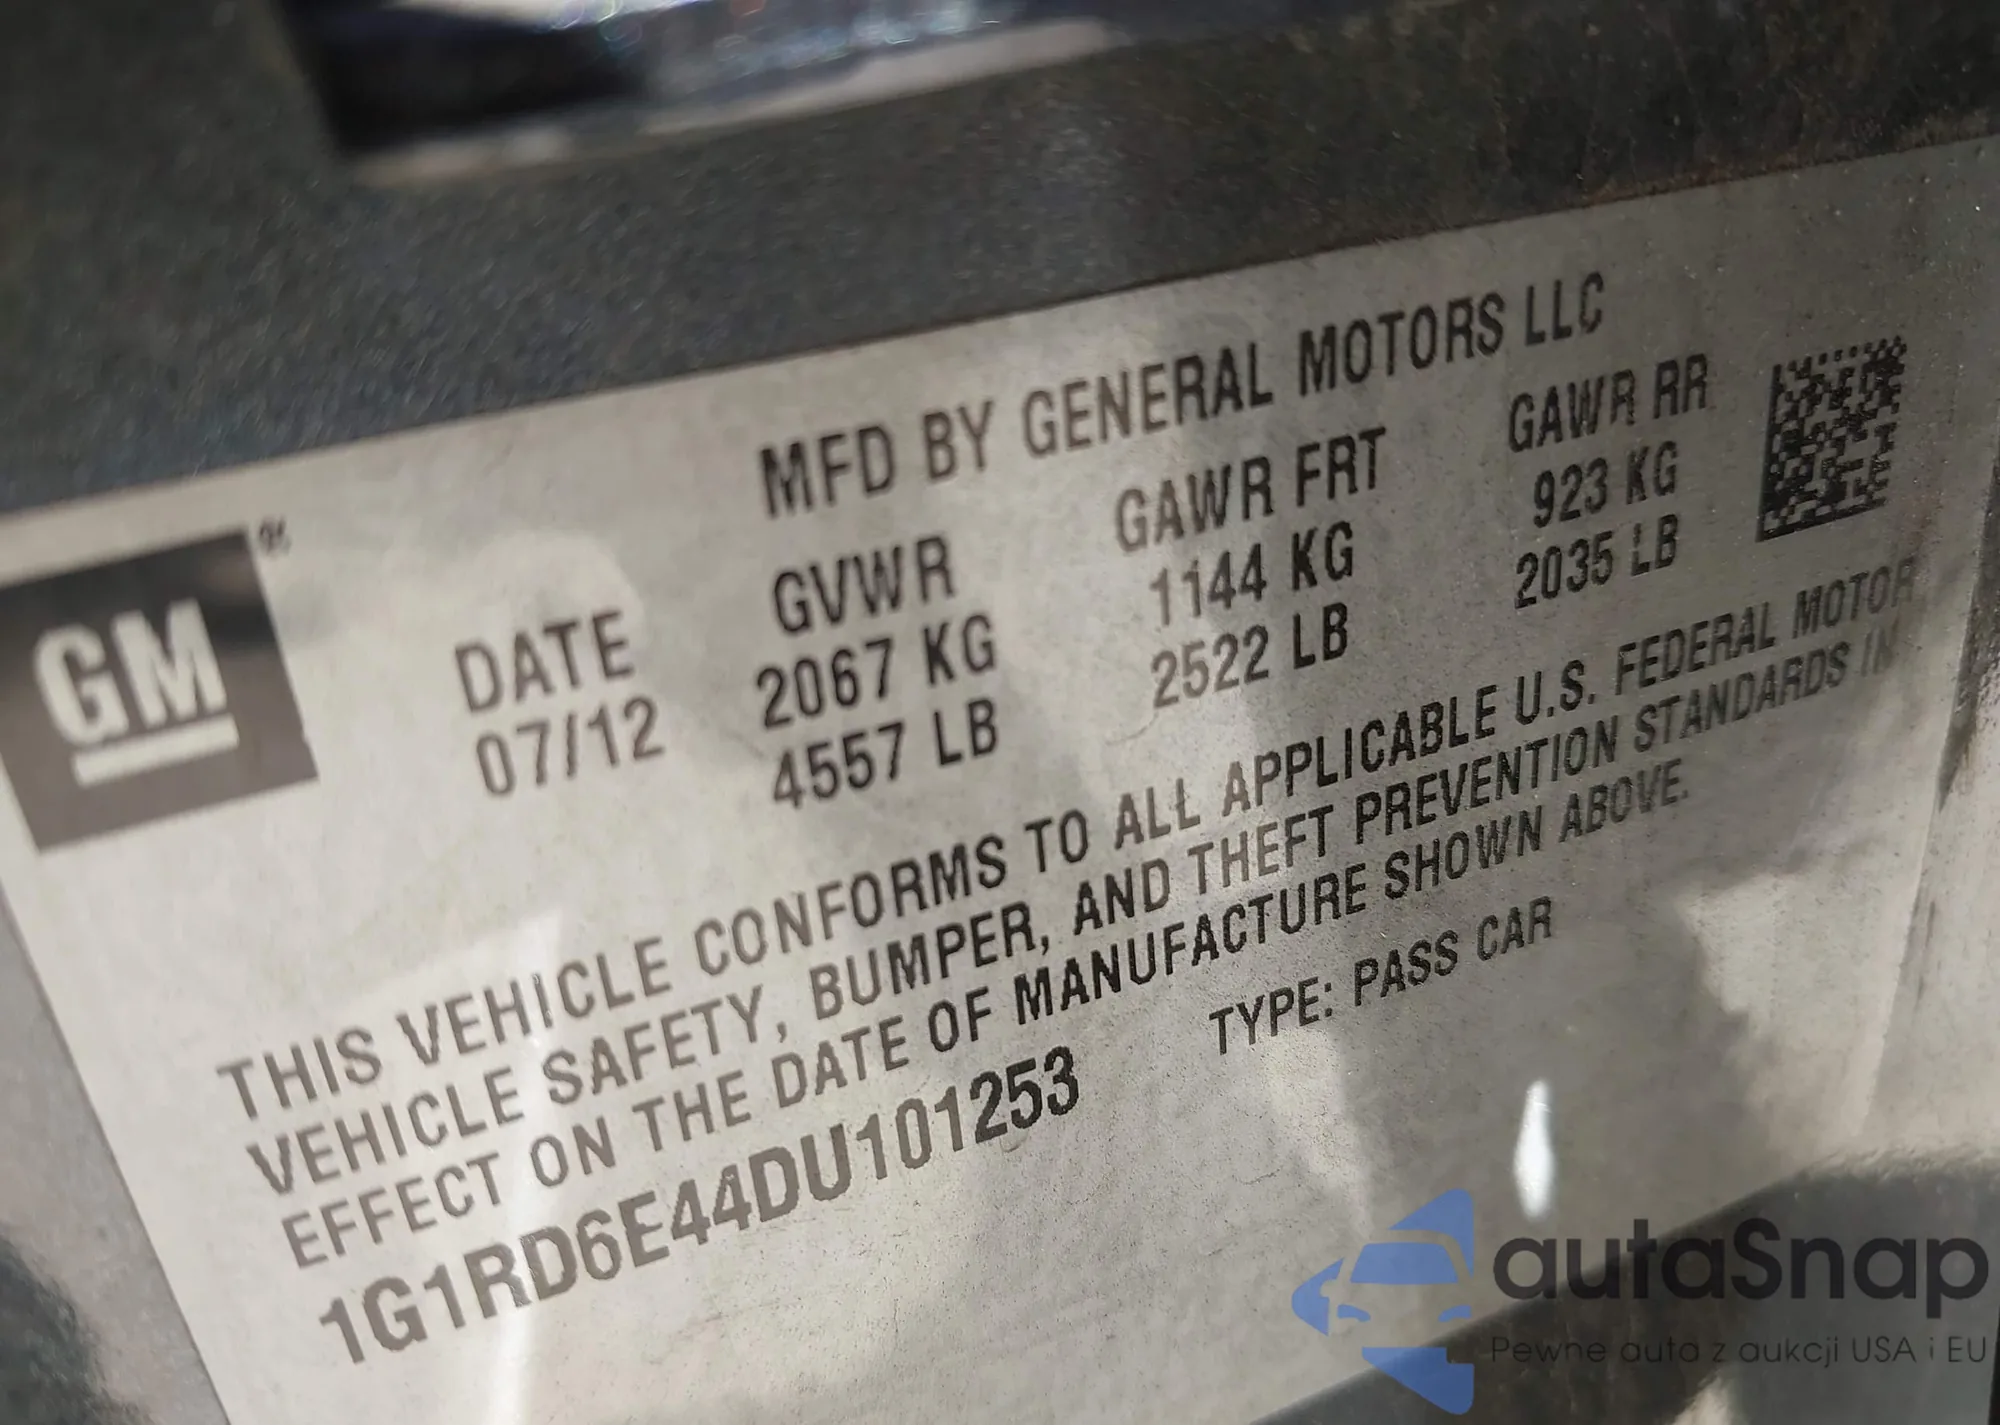 MFD BY GENERAL MOTORS LLC
GM
DATE GVWR GAWR FRT GAWR RR
07/12 2067 KG 1144 KG 923 KG
4557 LB 2522 LB 2035 LB
THIS VEHICLE CONFORMS TO ALL APPLICABLE U.S. FEDERAL MOTOR
VEHICLE SAFETY, BUMPER, AND THEFT PREVENTION STANDARDS IN
EFFECT ON THE DATE OF MANUFACTURE SHOWN ABOVE.
1G1RD6E44DU101253 TYPE: PASS CAR
autaSnap
Pewne auta z aukcji USA i EU